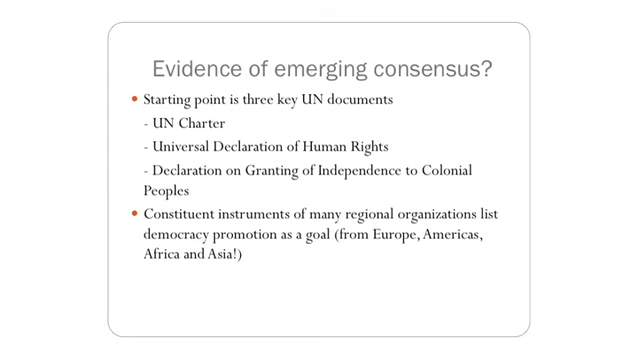 Evidence of emerging consensus?
• Starting point is three key UN documents
- UN Charter
- Universal Declaration of Human Rights
- Declaration on Granting of Independence to Colonial
Peoples
• Constituent instruments of many regional organizations list
democracy promotion as a goal (from Europe, Americas,
Africa and Asia!)